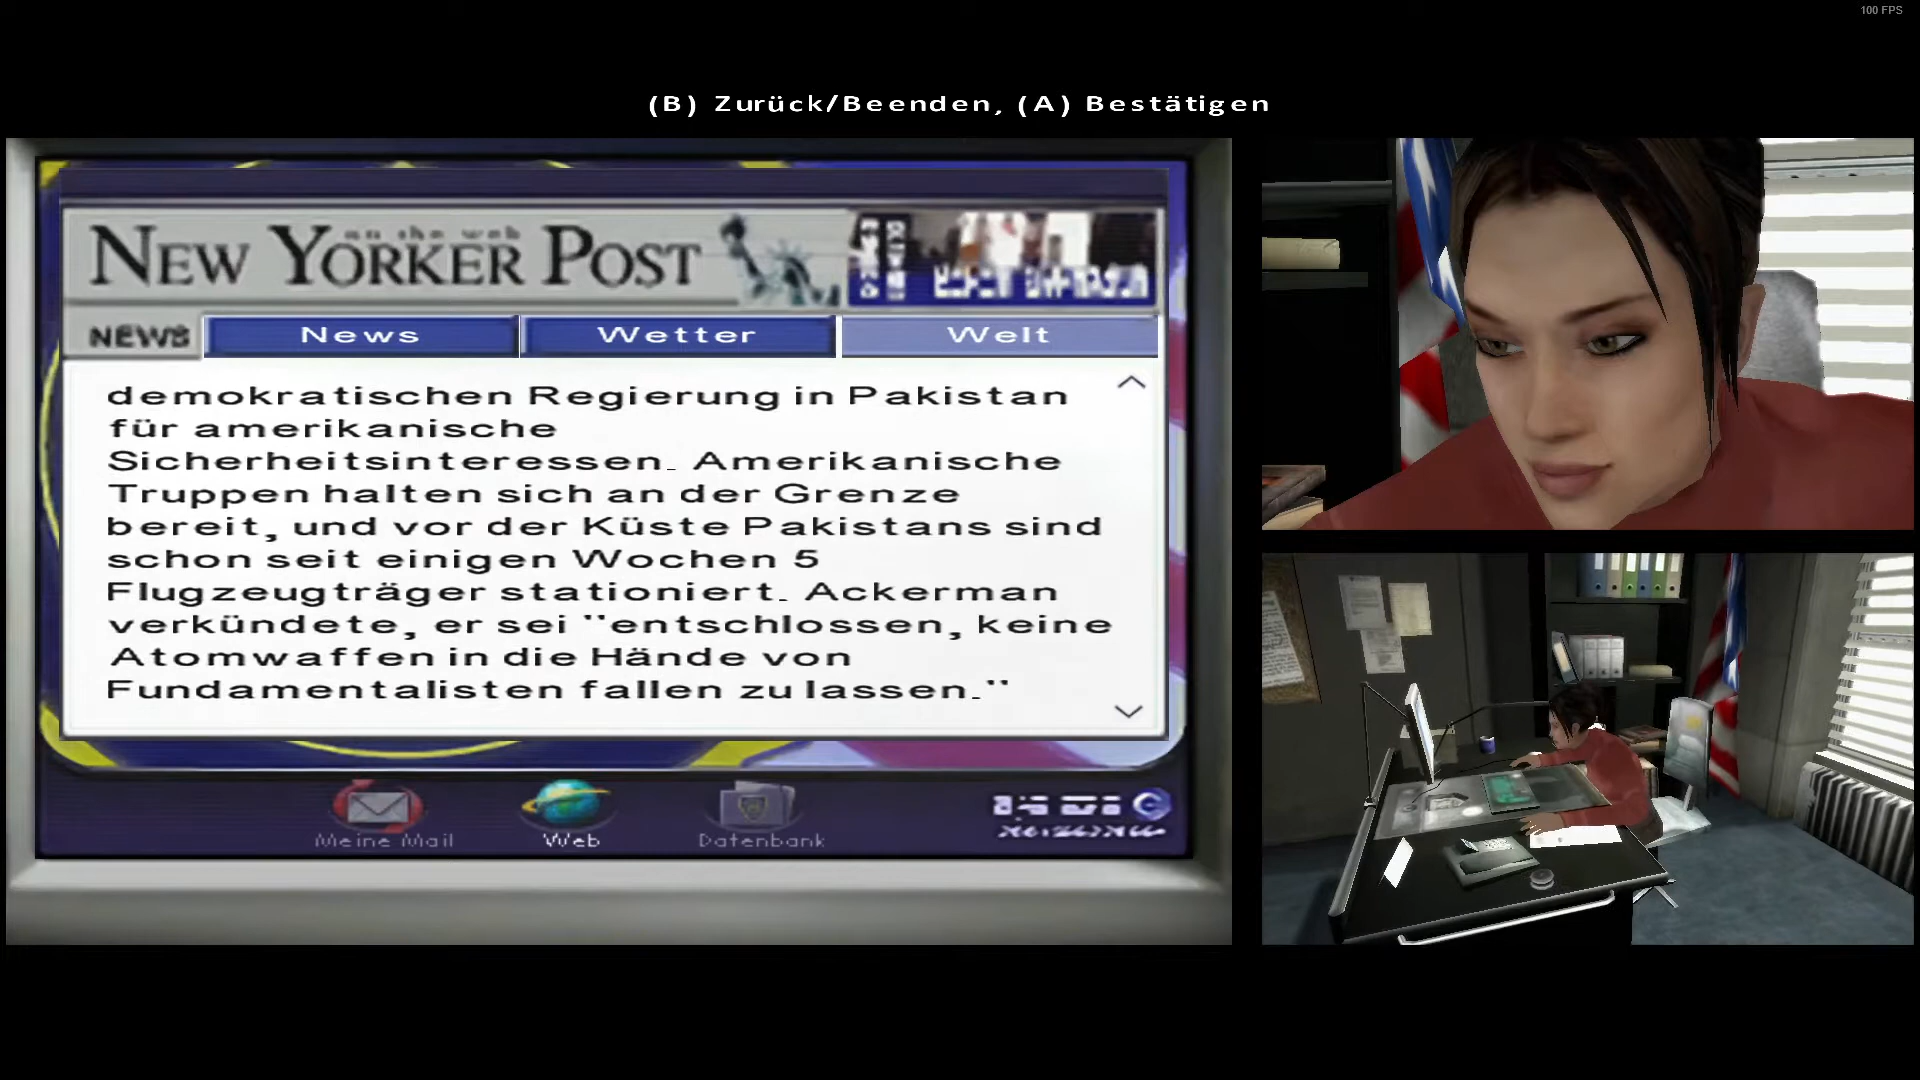 100 FPS
(B) Zurück/Beenden, (A) Bestätigen
on the web
NEW YORKER POST
NEWS
News
Wetter
Welt
demokratischen Regierung in Pakistan
für amerikanische
Sicherheitsinteressen. Amerikanische
Truppen halten sich an der Grenze
bereit, und vor der Küste Pakistans sind
schon seit einigen Wochen 5
Flugzeugträger stationiert. Ackerman
verkündete, er sei "entschlossen, keine
Atomwaffen in die Hände von
Fundamentalisten fallen zu lassen."
Meine Mail
Web
Datenbank